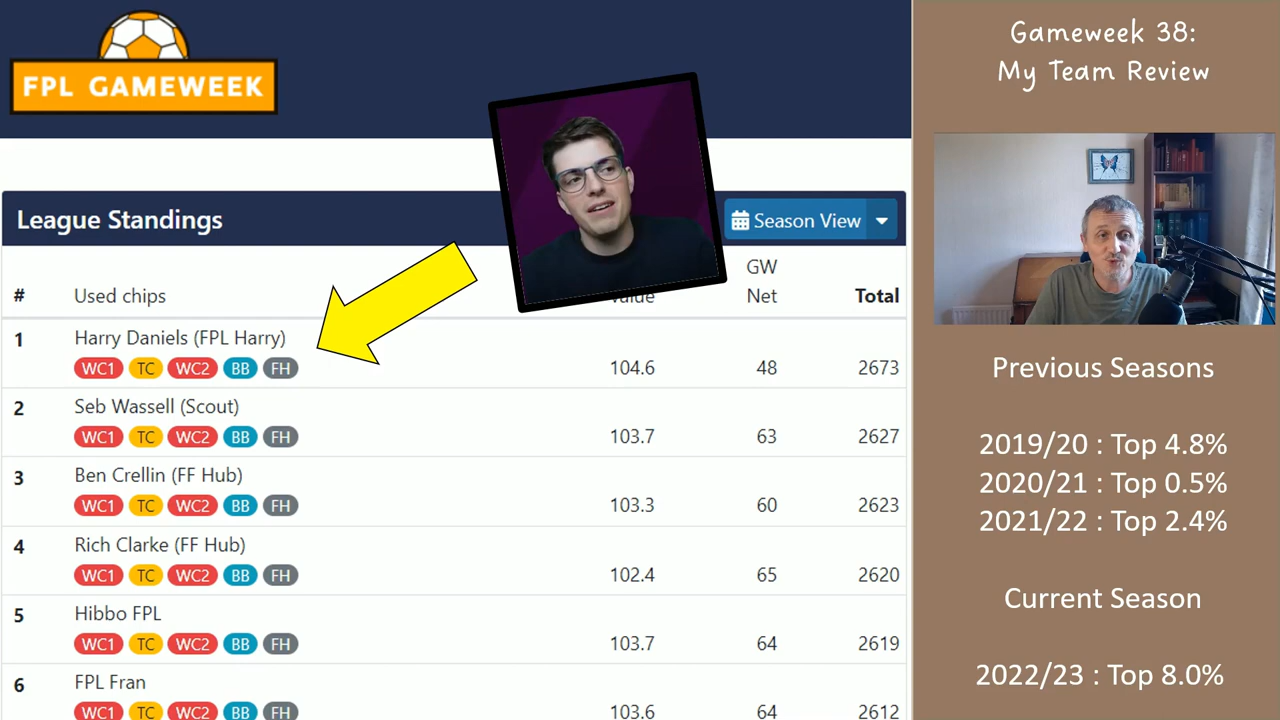 FPL GAMEWEEK
League Standings
Season View
# Used chips Value GW Net Total
1 Harry Daniels (FPL Harry)
WC1 TC WC2 BB FH 104.6 48 2673
2 Seb Wassell (Scout)
WC1 TC WC2 BB FH 103.7 63 2627
3 Ben Crellin (FF Hub)
WC1 TC WC2 BB FH 103.3 60 2623
4 Rich Clarke (FF Hub)
WC1 TC WC2 BB FH 102.4 65 2620
5 Hibbo FPL
WC1 TC WC2 BB FH 103.7 64 2619
6 FPL Fran
WC1 TC WC2 BB FH 103.6 64 2612
Gameweek 38:
My Team Review
Previous Seasons
2019/20 : Top 4.8%
2020/21 : Top 0.5%
2021/22 : Top 2.4%
Current Season
2022/23 : Top 8.0%